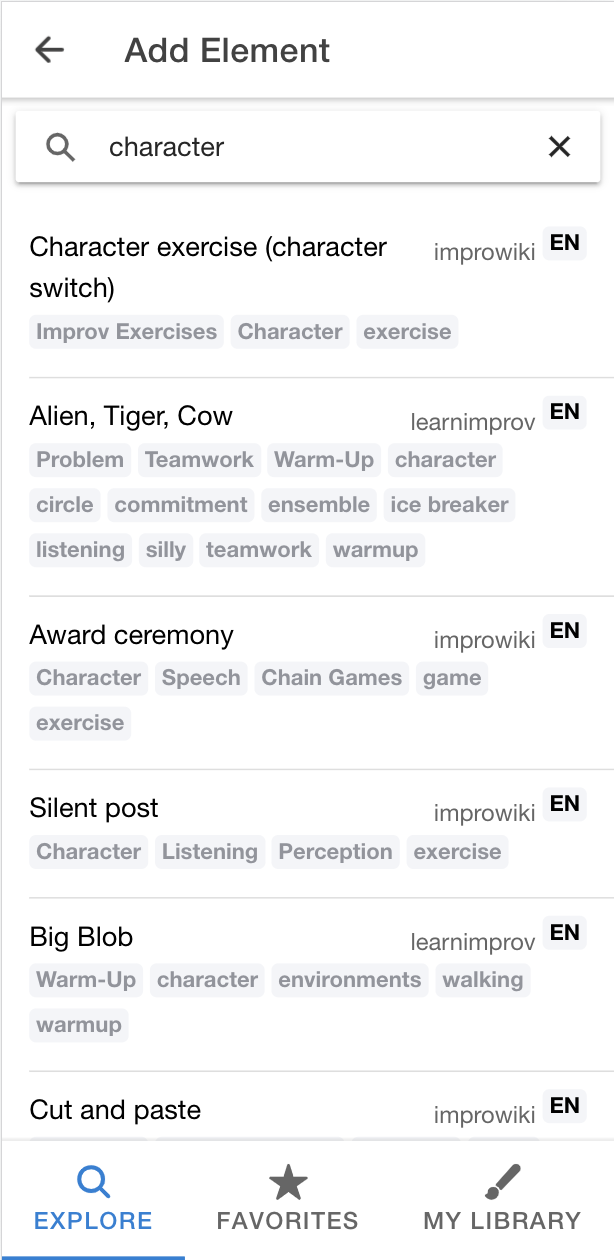 Add Element
character
Character exercise (character
switch)
improwiki EN
Improv Exercises Character exercise
Alien, Tiger, Cow learnimprov EN
Problem Teamwork Warm-Up character
circle commitment ensemble ice breaker
listening silly teamwork warmup
Award ceremony improwiki EN
Character Speech Chain Games game
exercise
Silent post improwiki EN
Character Listening Perception exercise
Big Blob learnimprov EN
Warm-Up character environments walking
warmup
Cut and paste improwiki EN
EXPLORE FAVORITES MY LIBRARY